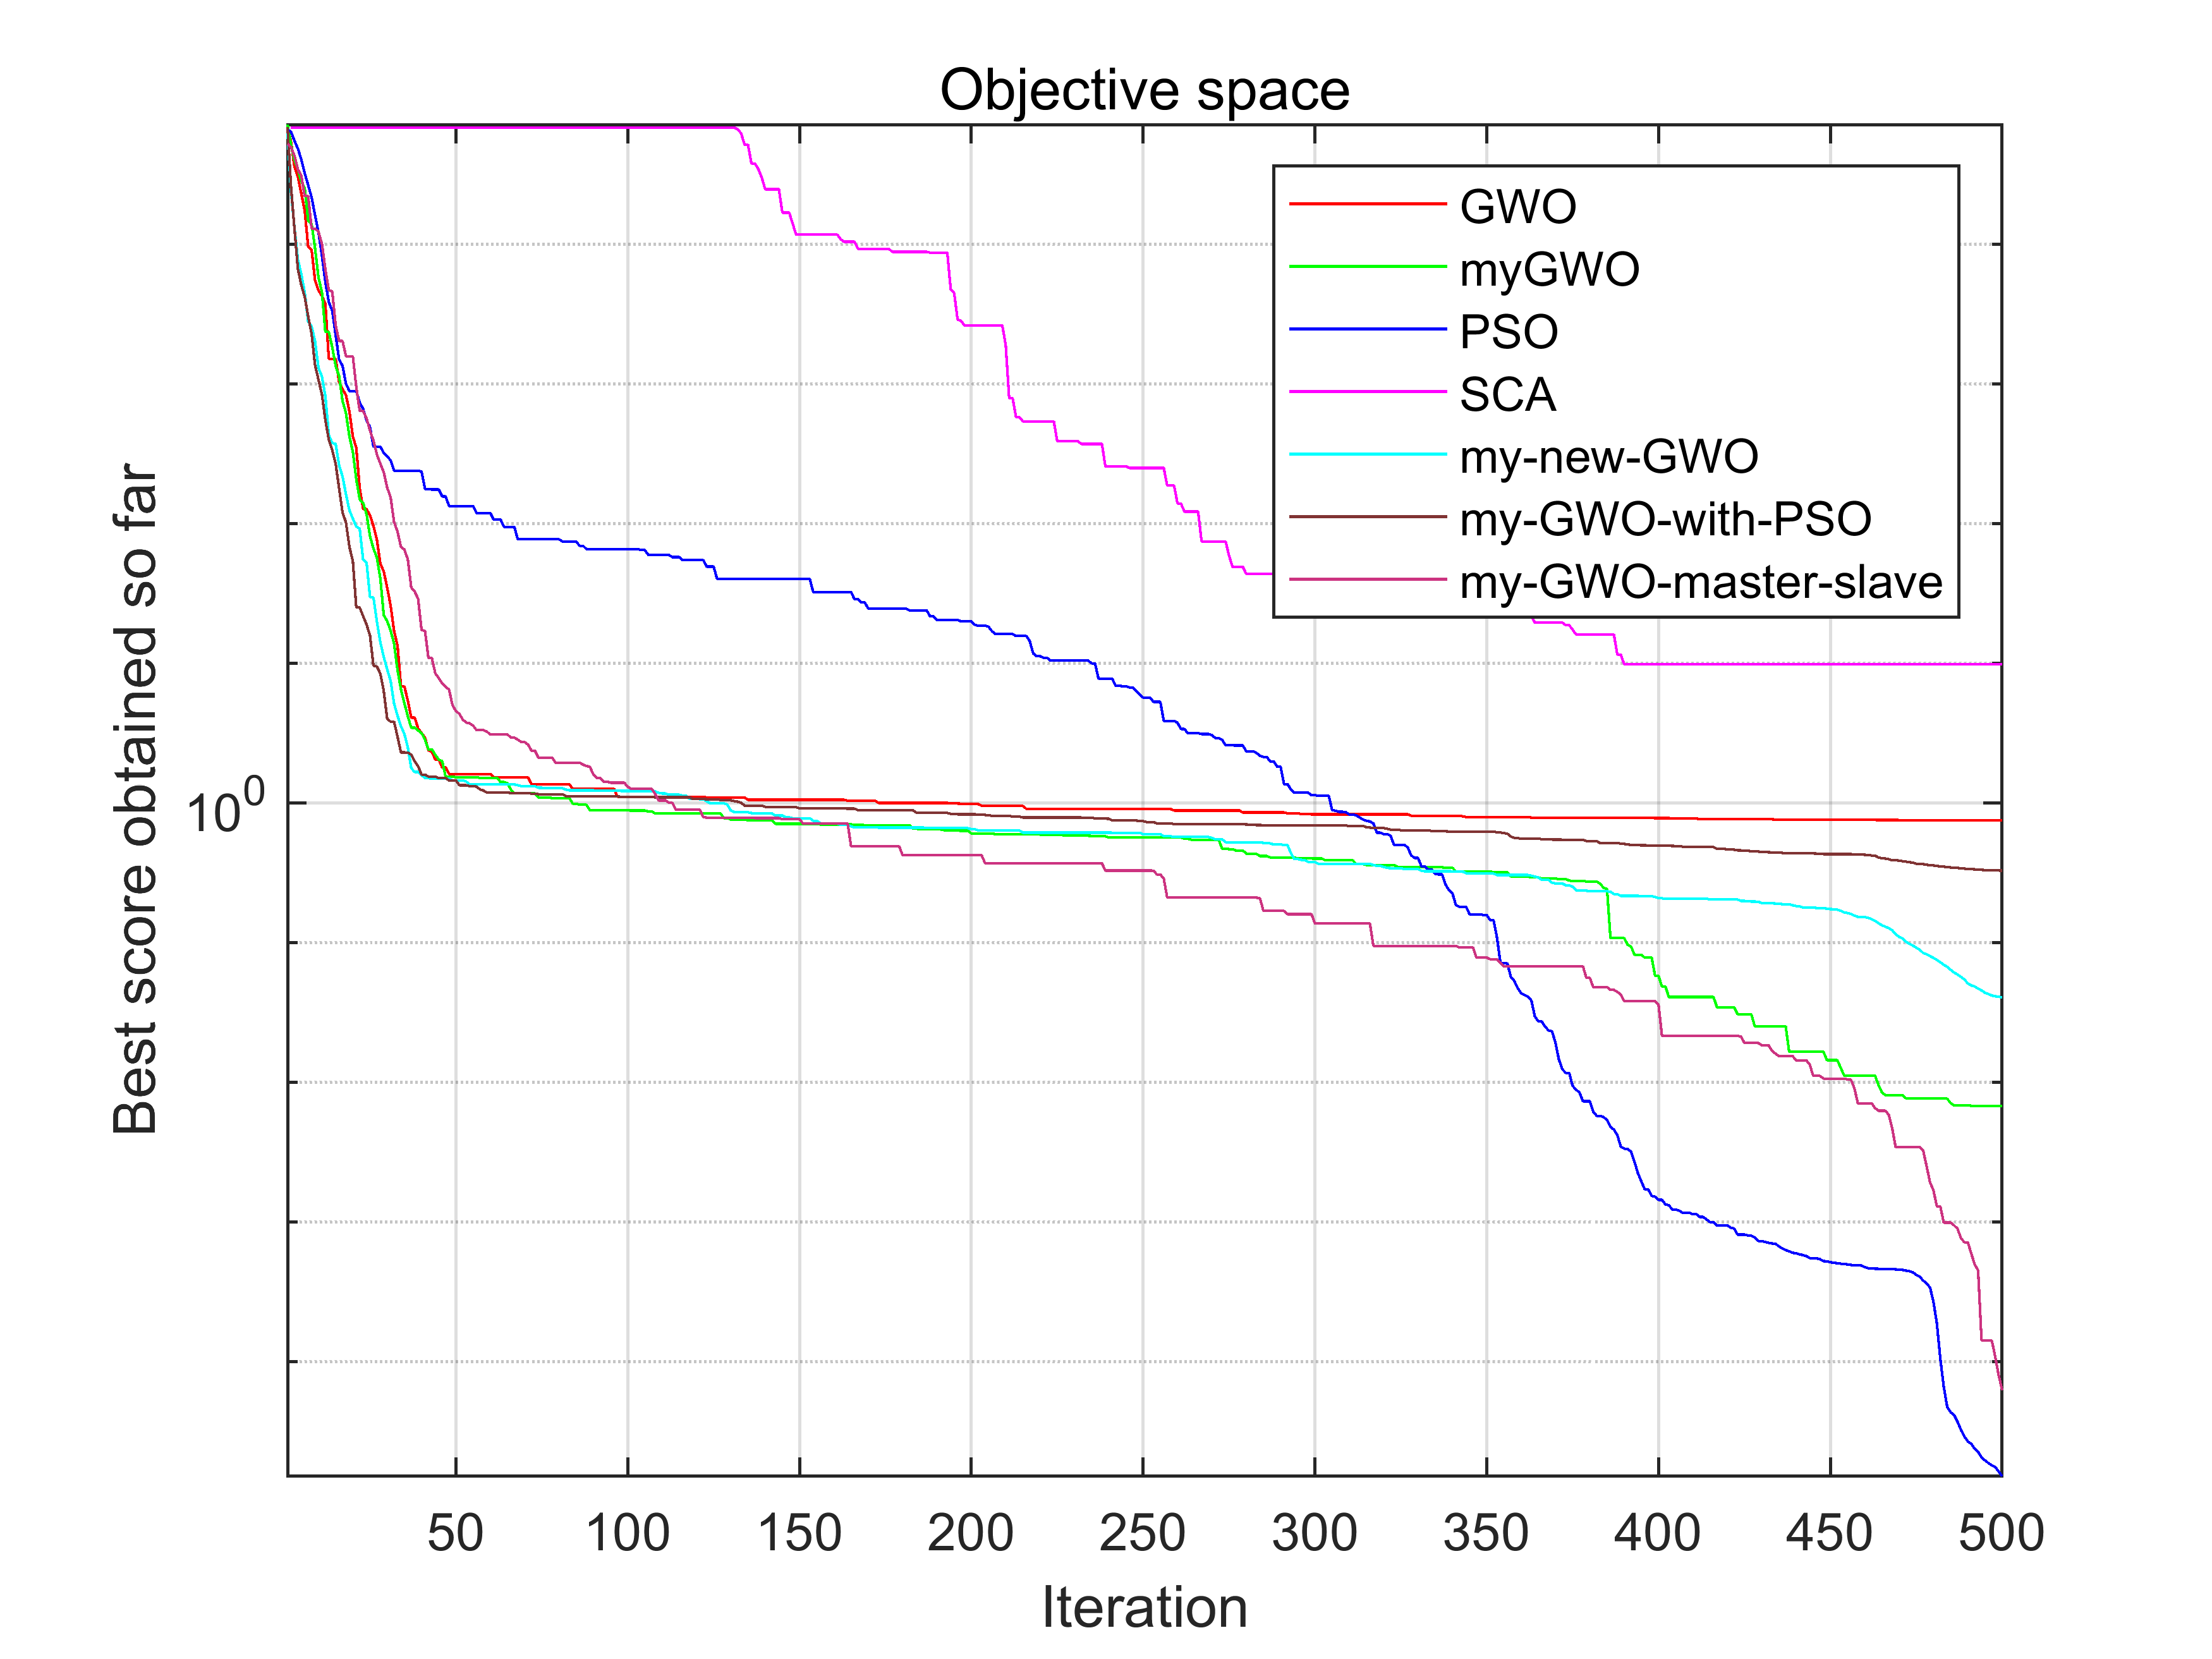 Objective space
GWO
myGWO
PSO
SCA
my-new-GWO
my-GWO-with-PSO
my-GWO-master-slave
Best score obtained so far
10^0
50 100 150 200 250 300 350 400 450 500
Iteration